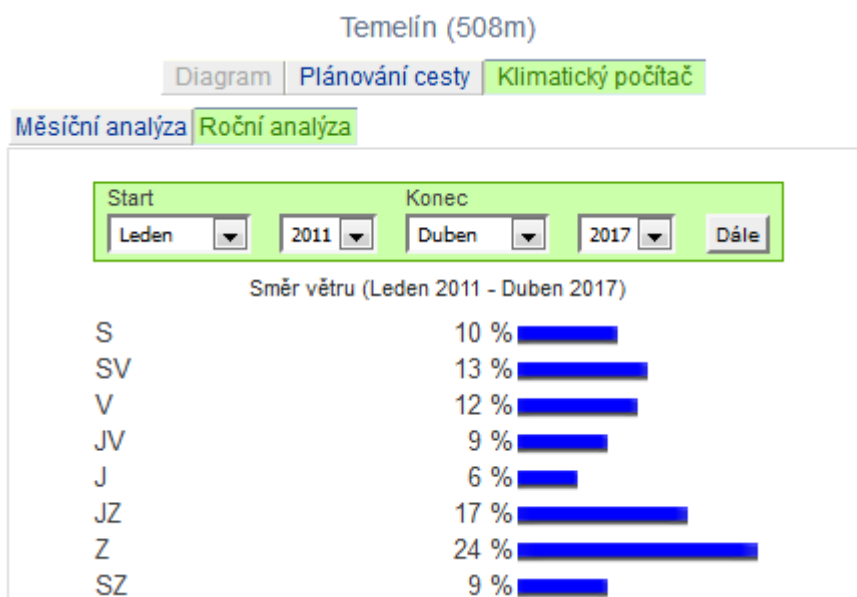 Temelín (508m)
Diagram Plánování cesty Klimatický počítač
Měsíční analýza Roční analýza
Start Konec
Leden 2011 Duben 2017 Dále
Směr větru (Leden 2011 - Duben 2017)
S 10 %
SV 13 %
V 12 %
JV 9 %
J 6 %
JZ 17 %
Z 24 %
SZ 9 %